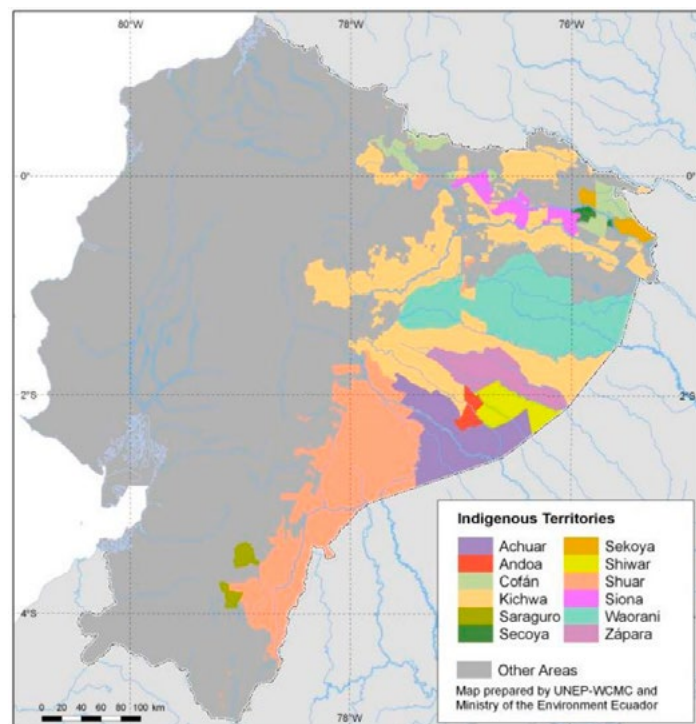 80°W
78°W
76°W
0°
0°
2°S
2°S
4°S
Indigenous Territories
Achuar
Andoa
Cofán
Kichwa
Saraguro
Secoya
Sekoya
Shiwar
Shuar
Siona
Waorani
Zápara
Other Areas
Map prepared by UNEP-WCMC and
Ministry of the Environment Ecuador
0 20 40 60 80 100 km
78°W